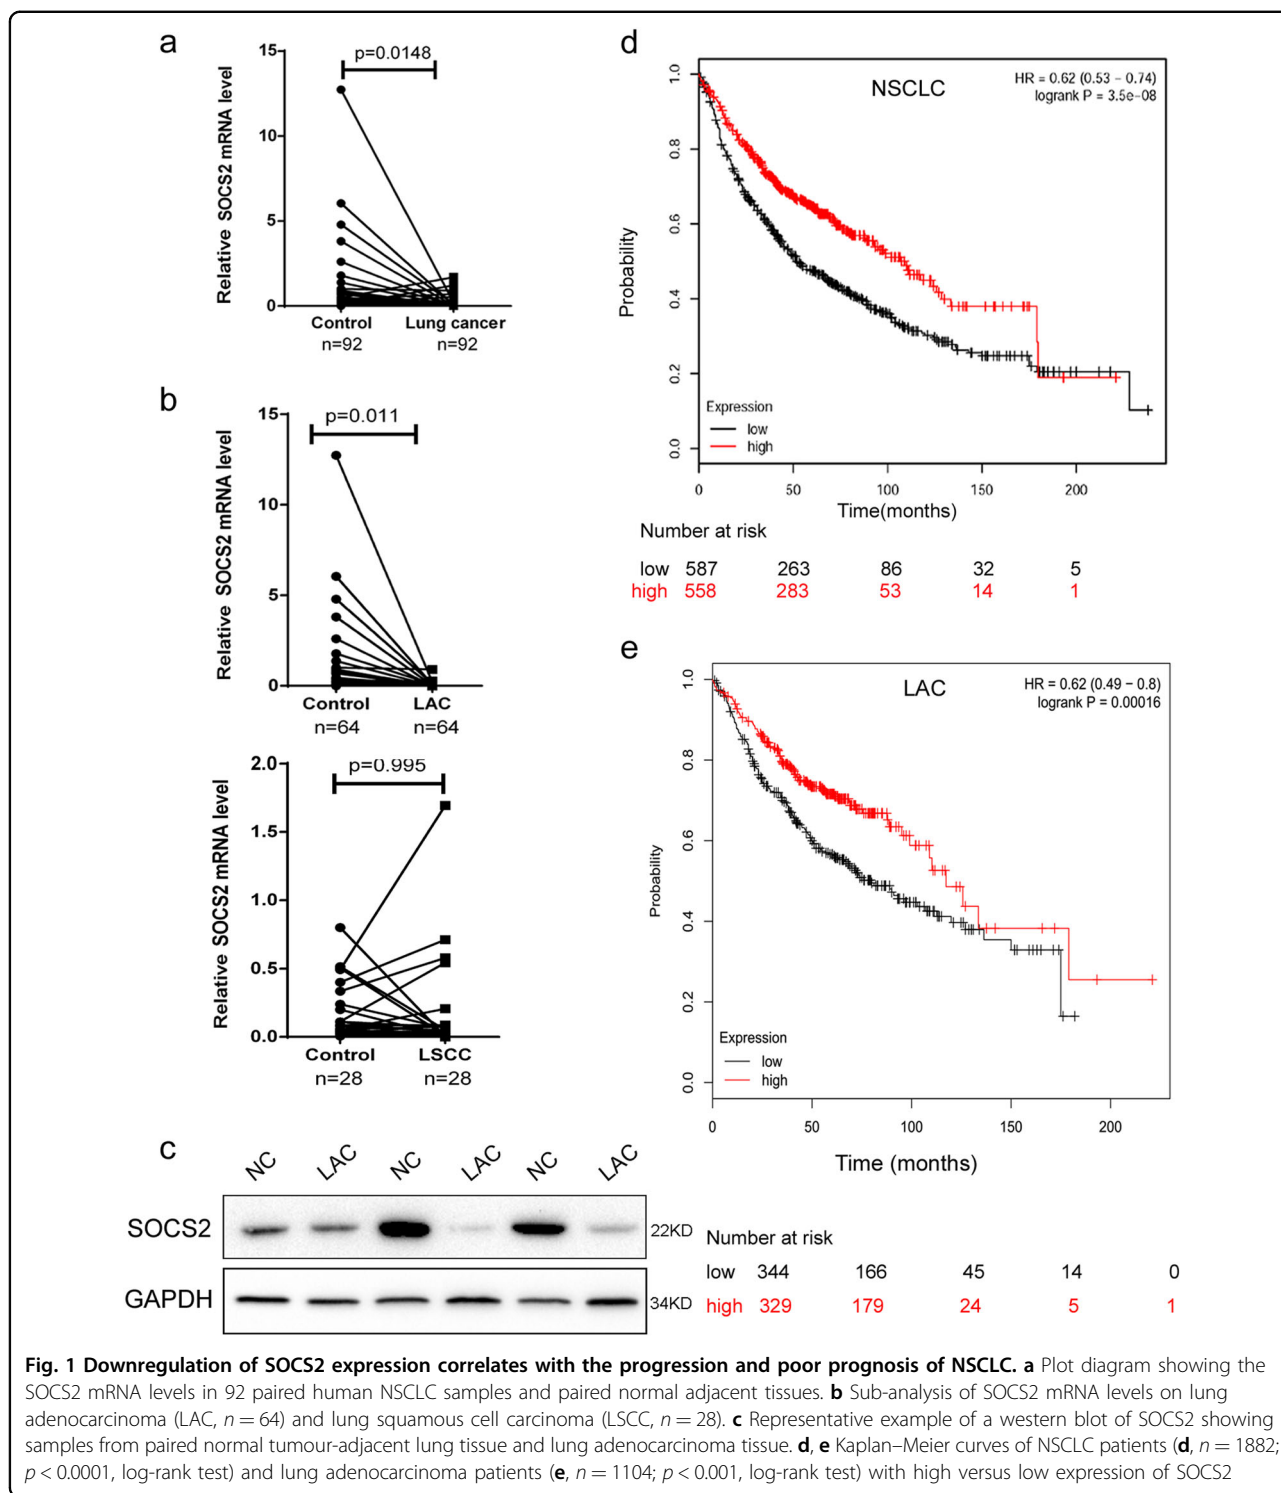 a
15
10
5
0
Relative SOCS2 mRNA level
p=0.0148
Control
Lung cancer
n=92
n=92
b
15
10
5
0
Relative SOCS2 mRNA level
p=0.011
Control
LAC
n=64
n=64
2.0
1.5
1.0
0.5
0.0
Relative SOCS2 mRNA level
p=0.995
Control
LSCC
n=28
n=28
c
NC LAC NC LAC NC LAC
SOCS2
22KD
GAPDH
34KD
d
NSCLC
HR = 0.62 (0.53 − 0.74)
logrank P = 3.5e−08
Probability
1.0
0.8
0.6
0.4
0.2
0.0
Expression
low
high
0 50 100 150 200
Time(months)
Number at risk
low 587 263 86 32 5
high 558 283 53 14 1
e
LAC
HR = 0.62 (0.49 − 0.8)
logrank P = 0.00016
Probability
1.0
0.8
0.6
0.4
0.2
0.0
Expression
low
high
0 50 100 150 200
Time (months)
Number at risk
low 344 166 45 14 0
high 329 179 24 5 1
Fig. 1 Downregulation of SOCS2 expression correlates with the progression and poor prognosis of NSCLC. a Plot diagram showing the
SOCS2 mRNA levels in 92 paired human NSCLC samples and paired normal adjacent tissues. b Sub-analysis of SOCS2 mRNA levels on lung
adenocarcinoma (LAC, n = 64) and lung squamous cell carcinoma (LSCC, n = 28). c Representative example of a western blot of SOCS2 showing
samples from paired normal tumour-adjacent lung tissue and lung adenocarcinoma tissue. d, e Kaplan–Meier curves of NSCLC patients (d, n = 1882;
p < 0.0001, log-rank test) and lung adenocarcinoma patients (e, n = 1104; p < 0.001, log-rank test) with high versus low expression of SOCS2